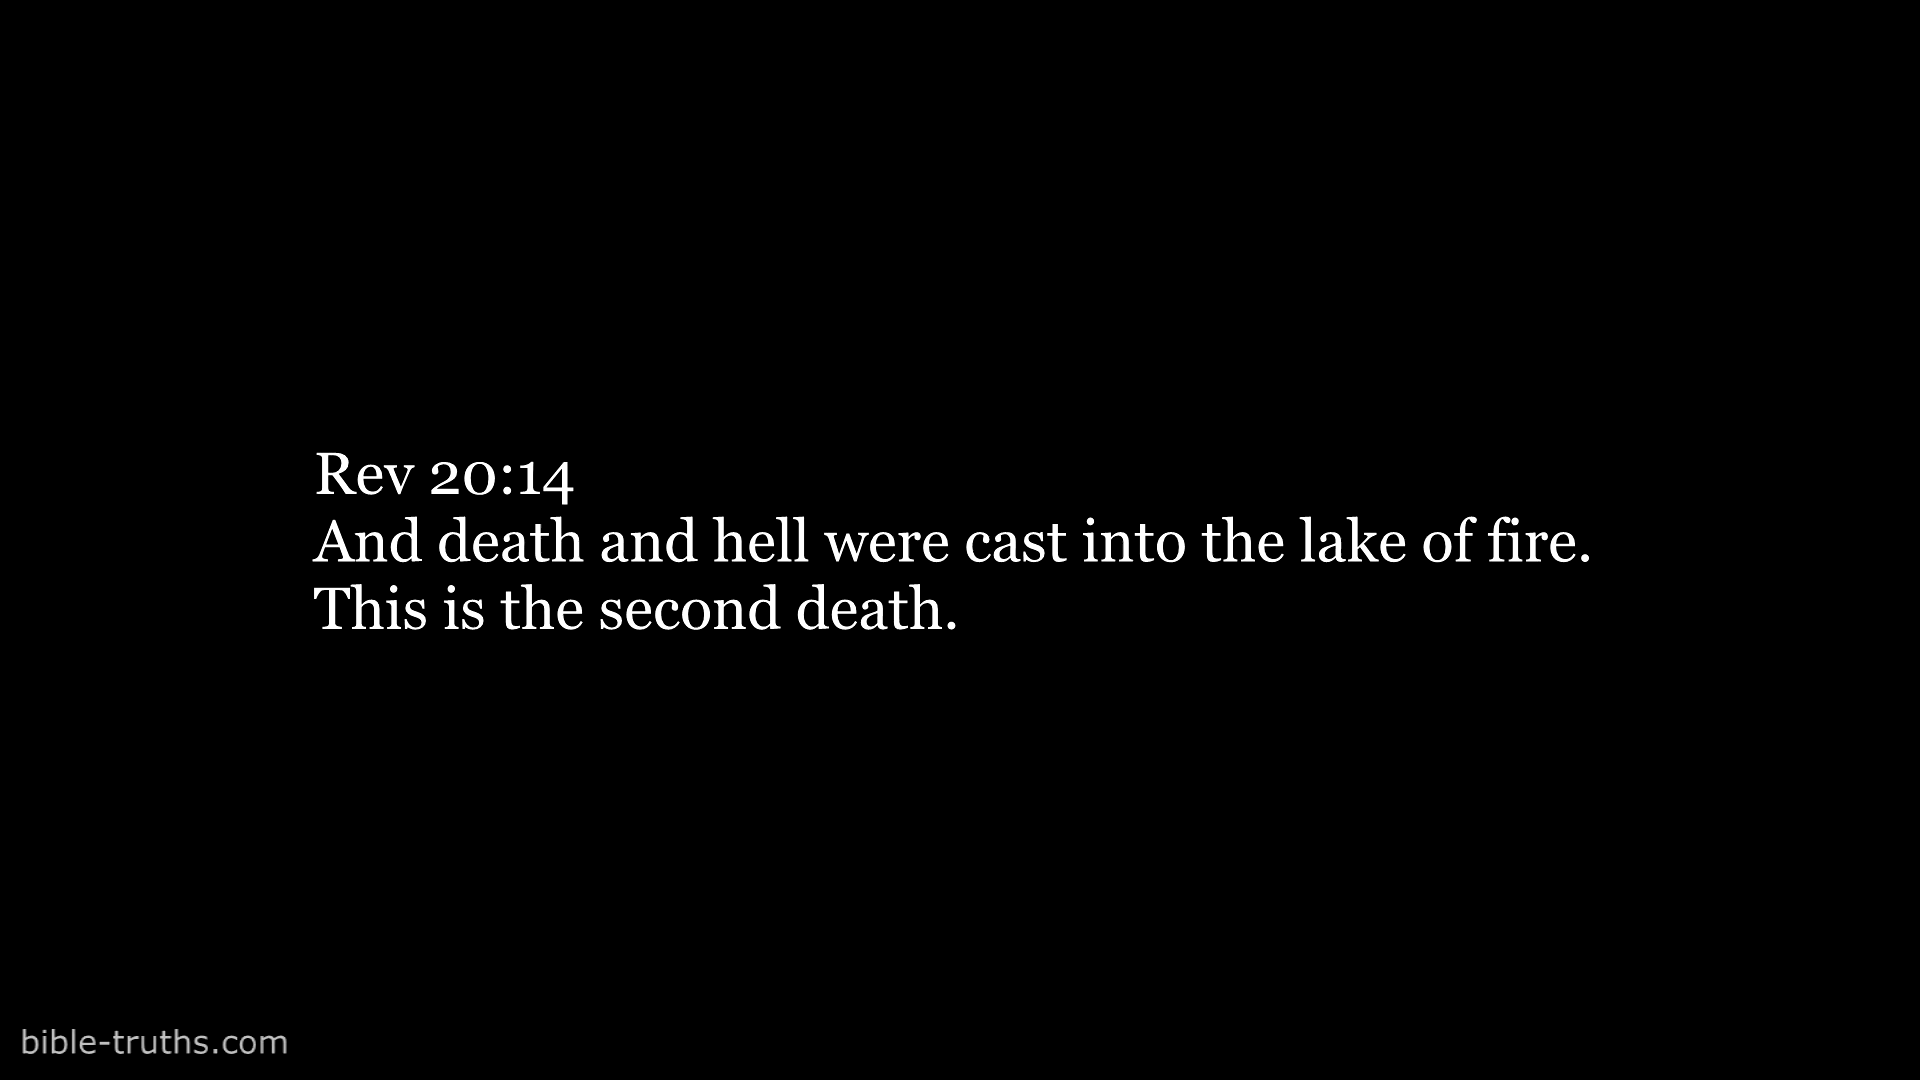 Rev 20:14
And death and hell were cast into the lake of fire.
This is the second death.
bible-truths.com